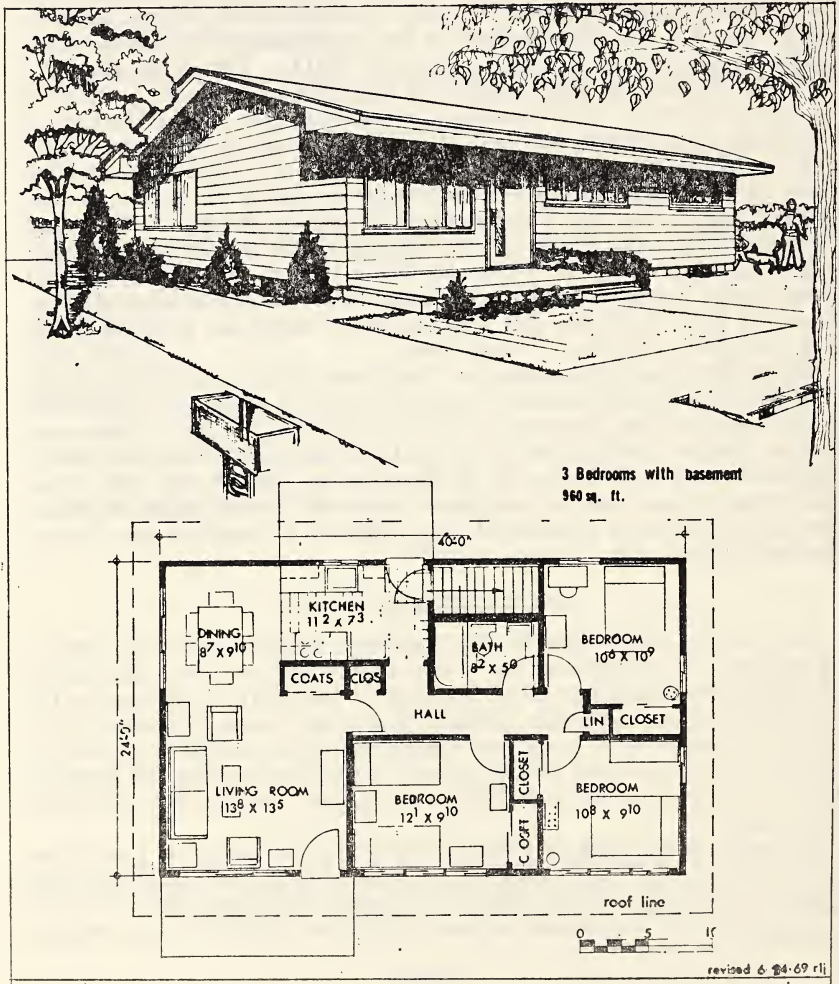 3 Bedrooms with basement
960 sq. ft.
40'-0"
KITCHEN
11² X 7³
DINING
8⁷ X 9¹⁰
BATH
8² X 5⁰
BEDROOM
10⁶ X 10⁹
COATS
CLOS
HALL
LIN
CLOSET
24'-0"
LIVING ROOM
13⁸ X 13⁵
BEDROOM
12¹ X 9¹⁰
CLOSET
CLOSET
BEDROOM
10⁸ X 9¹⁰
roof line
0 5
revised 6 24-69 rlj